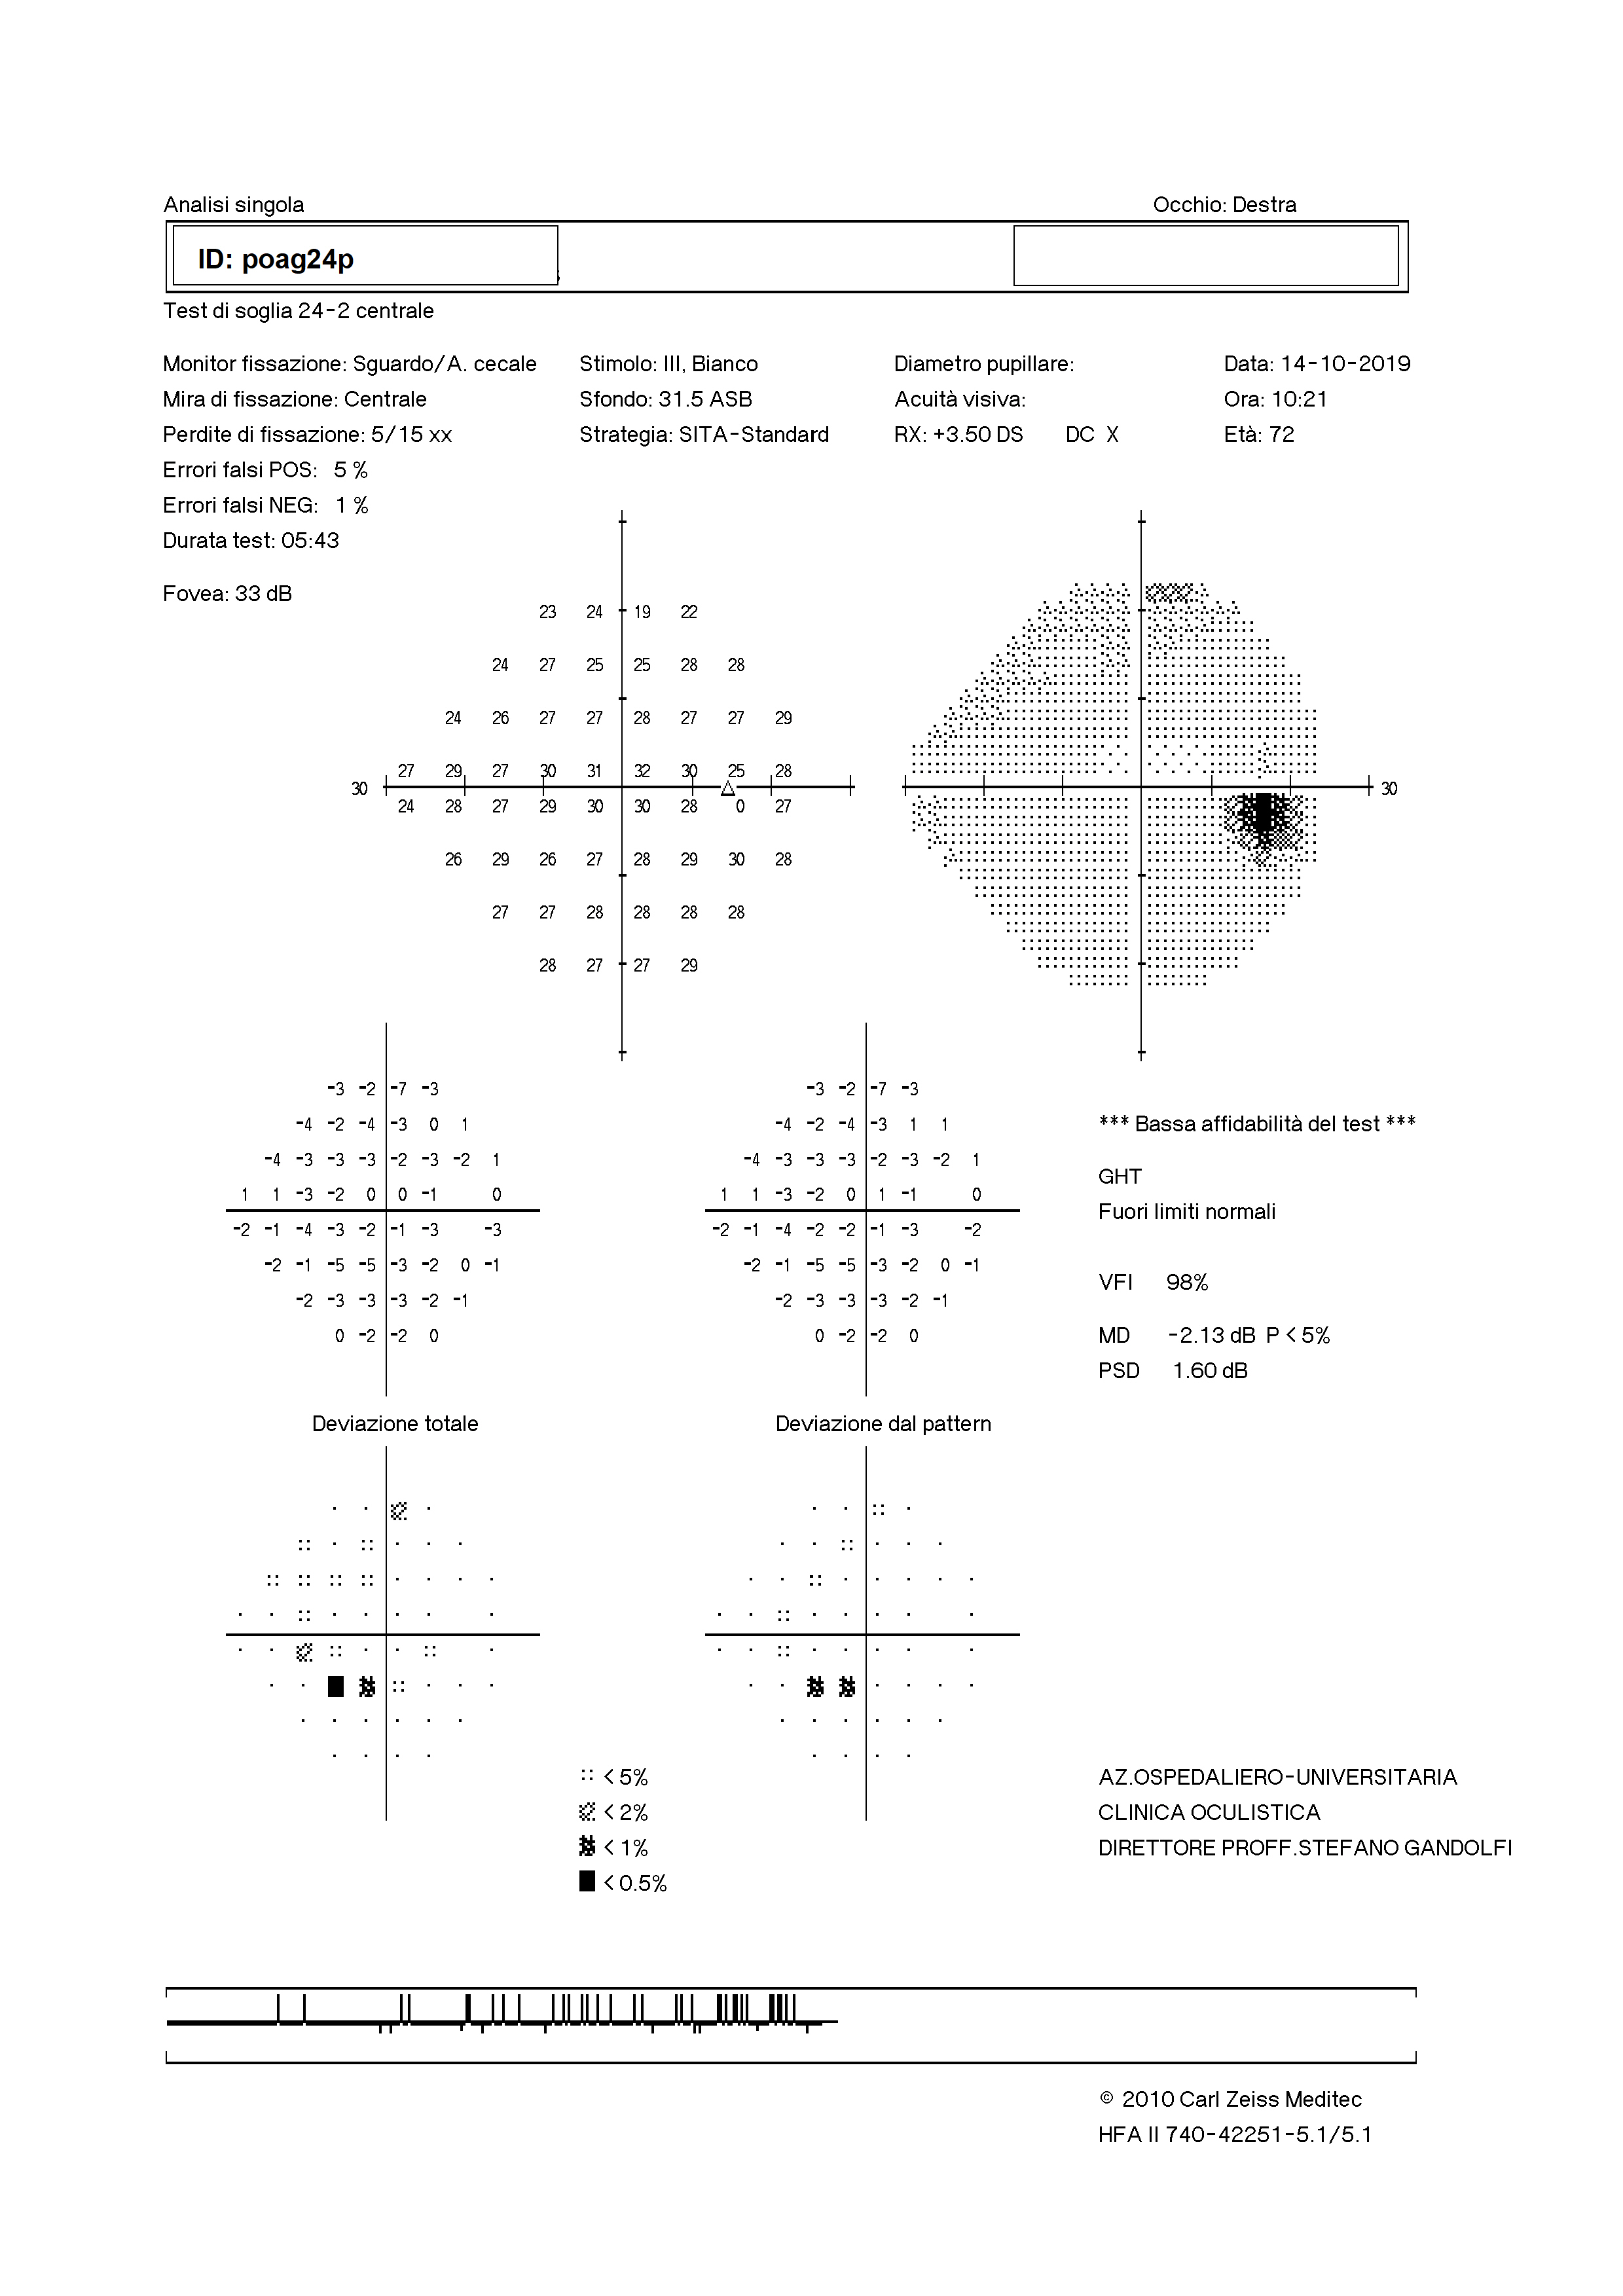 Analisi singola Occhio: Destra
ID: poag24p
Test di soglia 24-2 centrale
Monitor fissazione: Sguardo/A. cecale Stimolo: III, Bianco Diametro pupillare: Data: 14-10-2019
Mira di fissazione: Centrale Sfondo: 31.5 ASB Acuità visiva: Ora: 10:21
Perdite di fissazione: 5/15 xx Strategia: SITA-Standard RX: +3.50 DS DC X Età: 72
Errori falsi POS: 5 %
Errori falsi NEG: 1 %
Durata test: 05:43
Fovea: 33 dB
23 24 19 22
24 27 25 25 28 28
24 26 27 27 28 27 27 29
27 29 27 30 31 32 30 25 28
30 30
24 28 27 29 30 30 28 0 27
26 29 26 27 28 29 30 28
27 27 28 28 28 28
28 27 27 29
-3 -2 -7 -3 -3 -2 -7 -3
-4 -2 -4 -3 0 1 -4 -2 -4 -3 1 1 *** Bassa affidabilità del test ***
-4 -3 -3 -3 -2 -3 -2 1 -4 -3 -3 -3 -2 -3 -2 1
GHT
1 1 -3 -2 0 0 -1 0 1 1 -3 -2 0 1 -1 0
Fuori limiti normali
-2 -1 -4 -3 -2 -1 -3 -3 -2 -1 -4 -2 -2 -1 -3 -2
-2 -1 -5 -5 -3 -2 0 -1 -2 -1 -5 -5 -3 -2 0 -1
VFI 98%
-2 -3 -3 -3 -2 -1 -2 -3 -3 -3 -2 -1
0 -2 -2 0 0 -2 -2 0 MD -2.13 dB P < 5%
PSD 1.60 dB
Deviazione totale Deviazione dal pattern
< 5% AZ.OSPEDALIERO-UNIVERSITARIA
< 2% CLINICA OCULISTICA
< 1% DIRETTORE PROFF.STEFANO GANDOLFI
< 0.5%
© 2010 Carl Zeiss Meditec
HFA II 740-42251-5.1/5.1